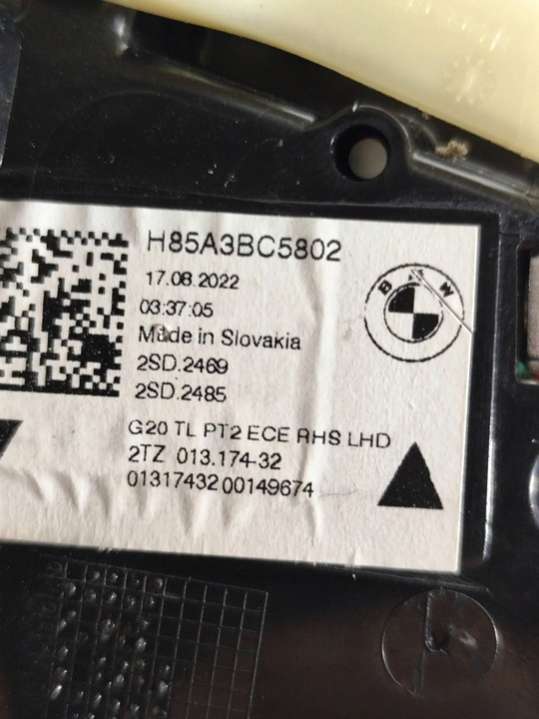 H85A3BC5802
17.08.2022
03:37:05
Made in Slovakia
2SD.2469
2SD.2485
BMW
G20 TL PT2 ECE RHS LHD
2TZ 013.174-32
01317432 00149674